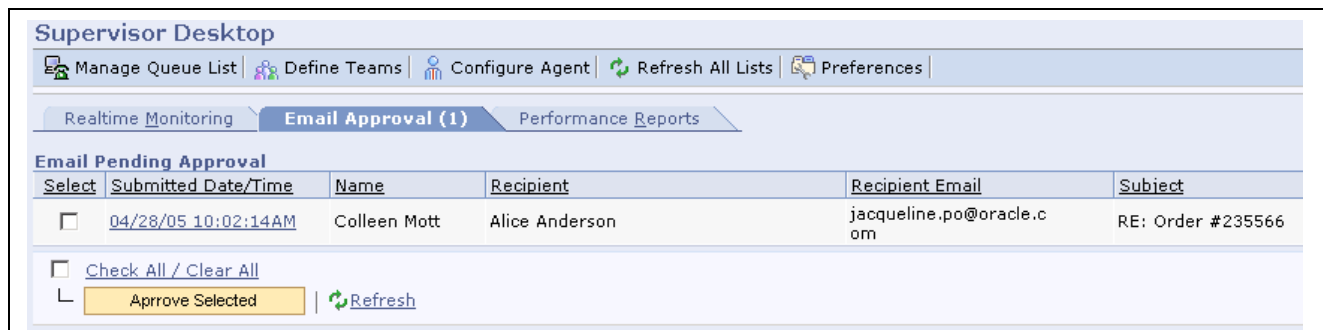 Supervisor Desktop
Manage Queue List Define Teams Configure Agent Refresh All Lists Preferences
Realtime Monitoring Email Approval (1) Performance Reports
Email Pending Approval
Select Submitted Date/Time Name Recipient Recipient Email Subject
04/28/05 10:02:14AM Colleen Mott Alice Anderson jacqueline.po@oracle.c RE: Order #235566
om
Check All / Clear All
Aprrove Selected Refresh